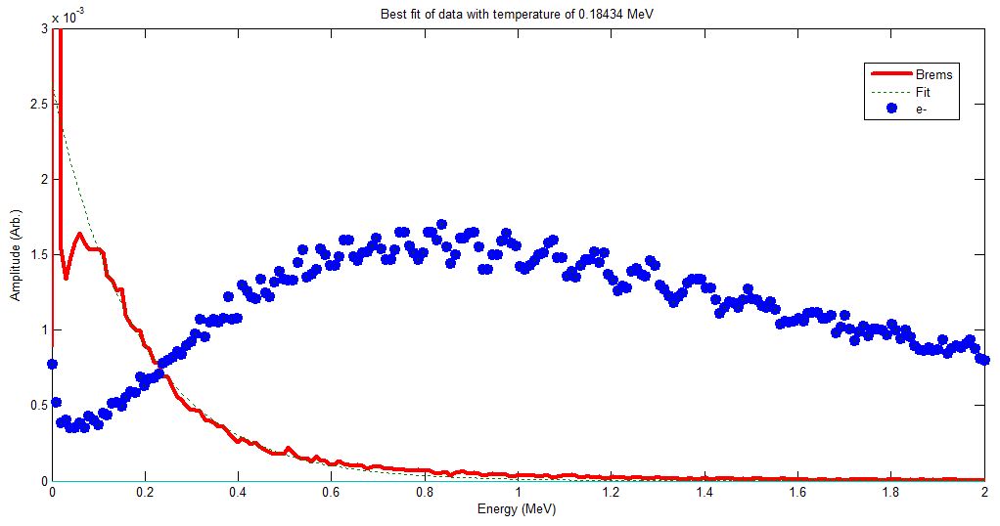 Best fit of data with temperature of 0.18434 MeV
x 10^-3
3
2.5
2
1.5
1
0.5
0
Amplitude (Arb.)
Brems
Fit
e-
0 0.2 0.4 0.6 0.8 1 1.2 1.4 1.6 1.8 2
Energy (MeV)